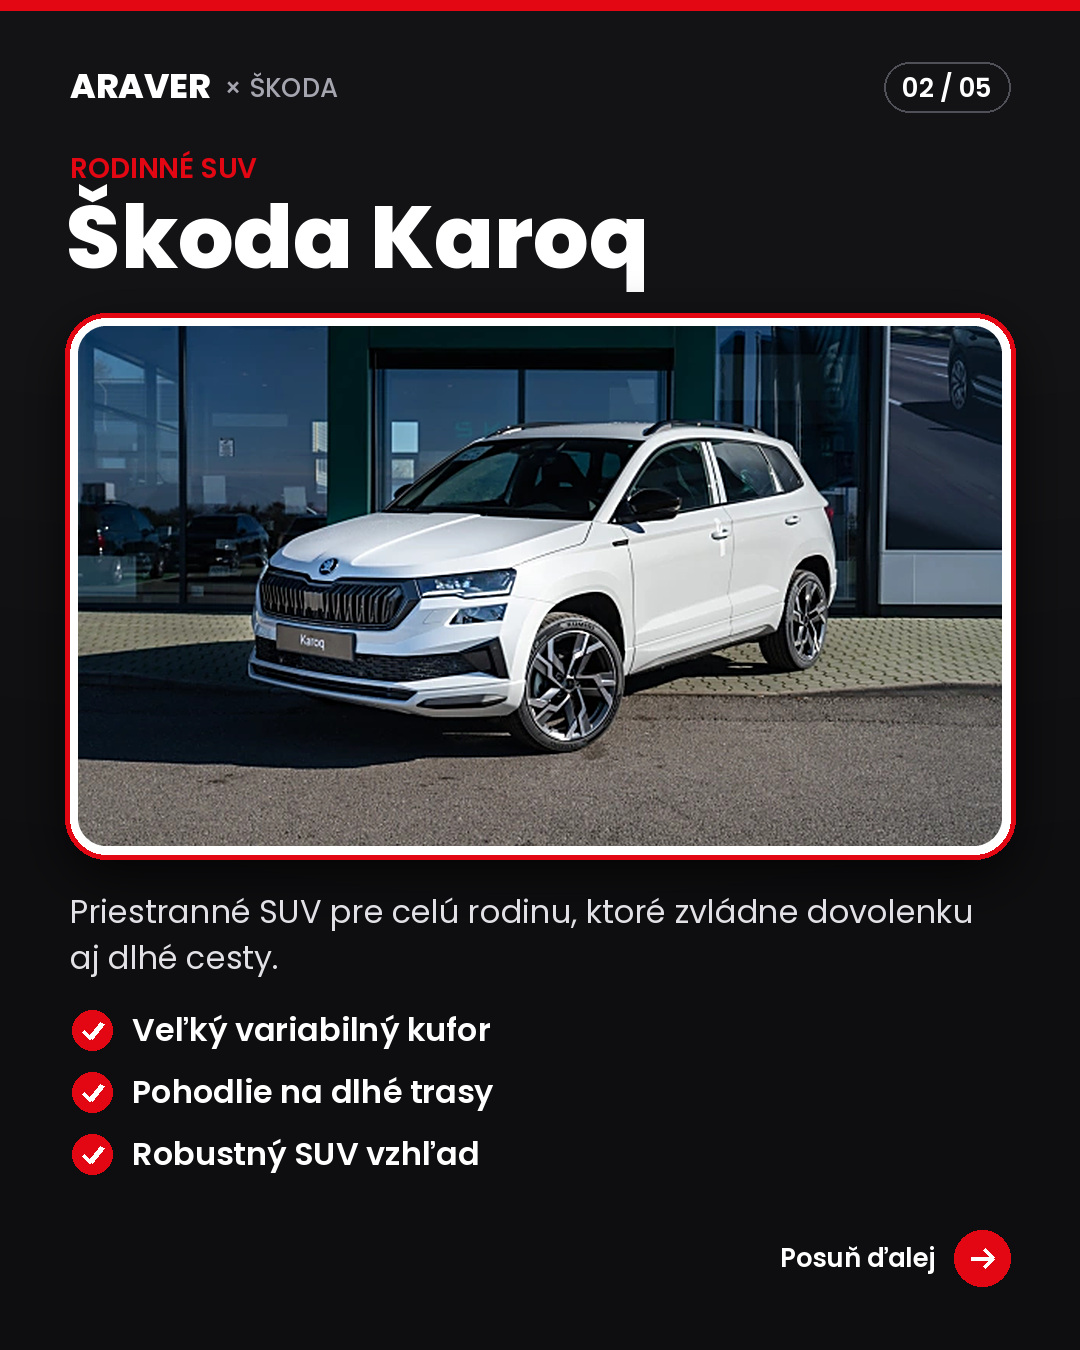 ARAVER × ŠKODA
02 / 05
RODINNÉ SUV
Škoda Karoq
Karoq
Priestranné SUV pre celú rodinu, ktoré zvládne dovolenku
aj dlhé cesty.
Veľký variabilný kufor
Pohodlie na dlhé trasy
Robustný SUV vzhľad
Posuň ďalej